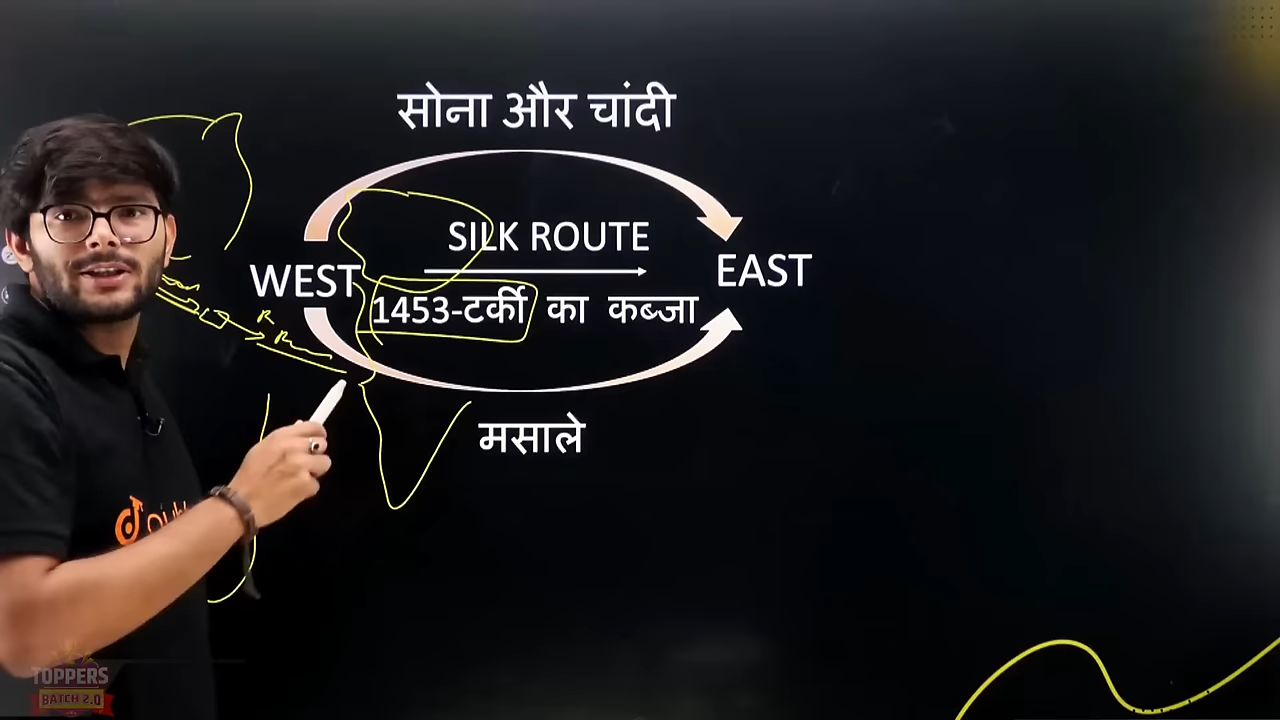 सोना और चांदी
SILK ROUTE
WEST
EAST
1453-टर्की का कब्जा
मसाले
TOPPERS
BATCH 2.0